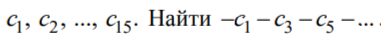 c₁, c₂, ..., c₁₅. Найти −c₁ − c₃ − c₅ − ... .